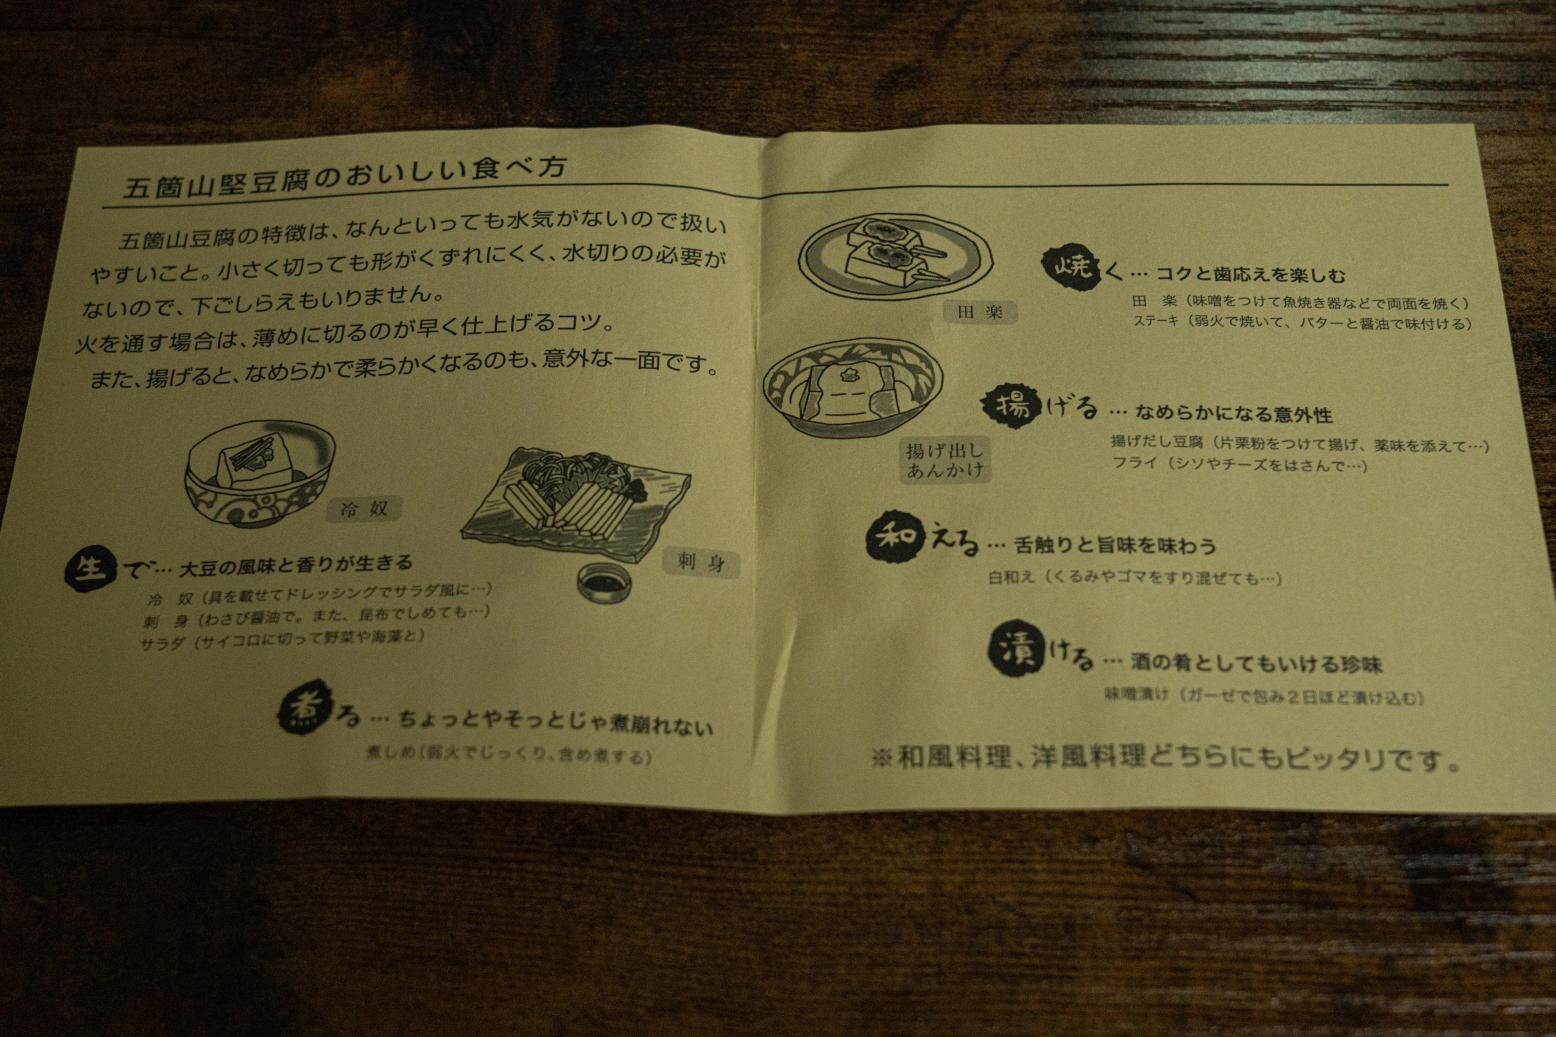 五箇山堅豆腐のおいしい食べ方
五箇山豆腐の特徴は、なんといっても水気がないので扱い
やすいこと。小さく切っても形がくずれにくく、水切りの必要が
ないので、下ごしらえもいりません。
火を通す場合は、薄めに切るのが早く仕上げるコツ。
また、揚げると、なめらかで柔らかくなるのも、意外な一面です。
冷 奴
刺 身
生で… 大豆の風味と香りが生きる
冷 奴（具を載せてドレッシングでサラダ風に…）
刺 身（わさび醤油で。また、昆布でしめても…）
サラダ（サイコロに切って野菜や海藻と）
煮る … ちょっとやそっとじゃ煮崩れない
煮しめ（弱火でじっくり、含め煮する）
田 楽
焼く … コクと歯応えを楽しむ
田 楽（味噌をつけて魚焼き器などで両面を焼く）
ステーキ（弱火で焼いて、バターと醤油で味付ける）
揚げ出し
あんかけ
揚げる … なめらかになる意外性
揚げだし豆腐（片栗粉をつけて揚げ、薬味を添えて…）
フライ（シソやチーズをはさんで…）
和える … 舌触りと旨味を味わう
白和え（くるみやゴマをすり混ぜても…）
漬ける … 酒の肴としてもいける珍味
味噌漬け（ガーゼで包み2日ほど漬け込む）
※和風料理、洋風料理どちらにもピッタリです。